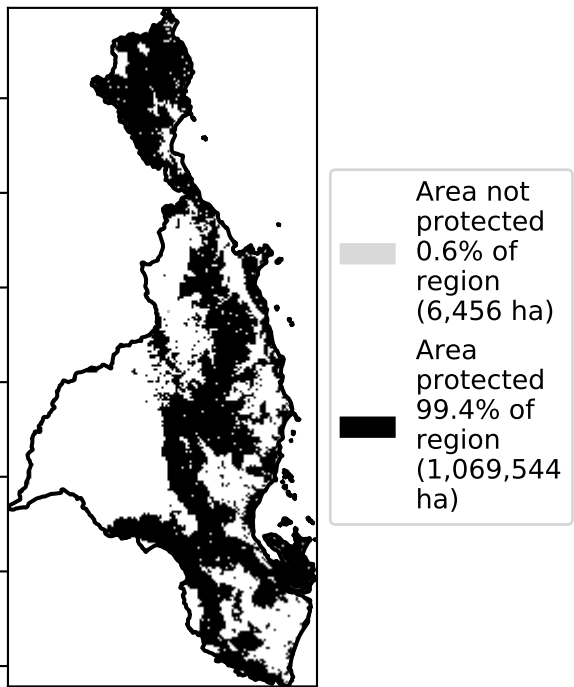 Area not
protected
0.6% of
region
(6,456 ha)
Area
protected
99.4% of
region
(1,069,544
ha)